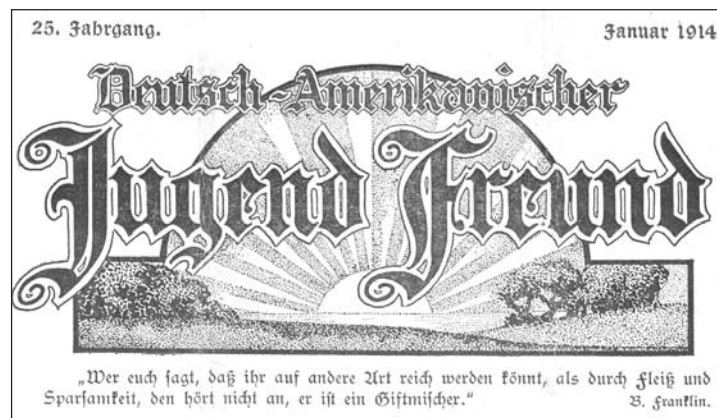 25. Jahrgang. Januar 1914
Deutsch-Amerikanischer
Jugend Freund
„Wer euch sagt, daß ihr auf andere Art reich werden könnt, als durch Fleiß und
Sparsamkeit, den hört nicht an, er ist ein Giftmischer.“ B. Franklin.